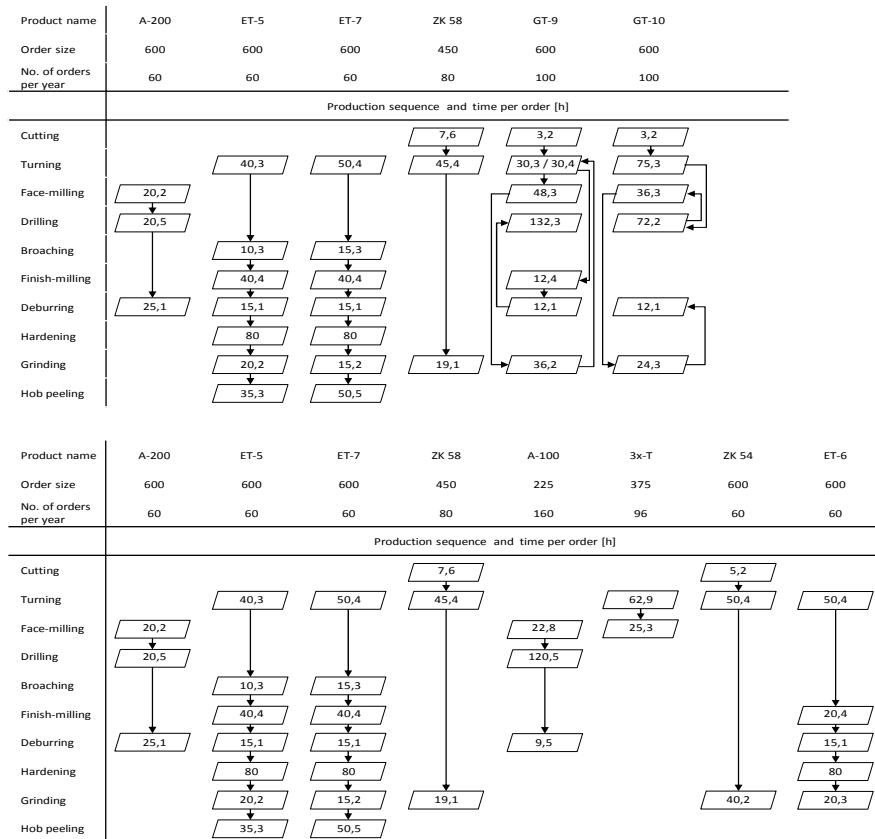 Product name A-200 ET-5 ET-7 ZK 58 GT-9 GT-10
Order size 600 600 600 450 600 600
No. of orders
per year 60 60 60 80 100 100
Production sequence and time per order [h]
Cutting 7,6 3,2 3,2
Turning 40,3 50,4 45,4 30,3 / 30,4 75,3
Face-milling 20,2 48,3 36,3
Drilling 20,5 132,3 72,2
Broaching 10,3 15,3
Finish-milling 40,4 40,4 12,4
Deburring 25,1 15,1 15,1 12,1 12,1
Hardening 80 80
Grinding 20,2 15,2 19,1 36,2 24,3
Hob peeling 35,3 50,5
Product name A-200 ET-5 ET-7 ZK 58 A-100 3x-T ZK 54 ET-6
Order size 600 600 600 450 225 375 600 600
No. of orders
per year 60 60 60 80 160 96 60 60
Production sequence and time per order [h]
Cutting 7,6 5,2
Turning 40,3 50,4 45,4 62,9 50,4 50,4
Face-milling 20,2 22,8 25,3
Drilling 20,5 120,5
Broaching 10,3 15,3
Finish-milling 40,4 40,4 20,4
Deburring 25,1 15,1 15,1 9,5 15,1
Hardening 80 80 80
Grinding 20,2 15,2 19,1 40,2 20,3
Hob peeling 35,3 50,5